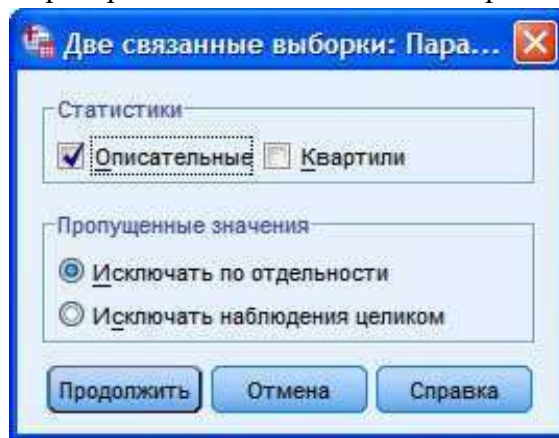 Две связанные выборки: Пара...
Статистики
Описательные Квартили
Пропущенные значения
Исключать по отдельности
Исключать наблюдения целиком
Продолжить Отмена Справка